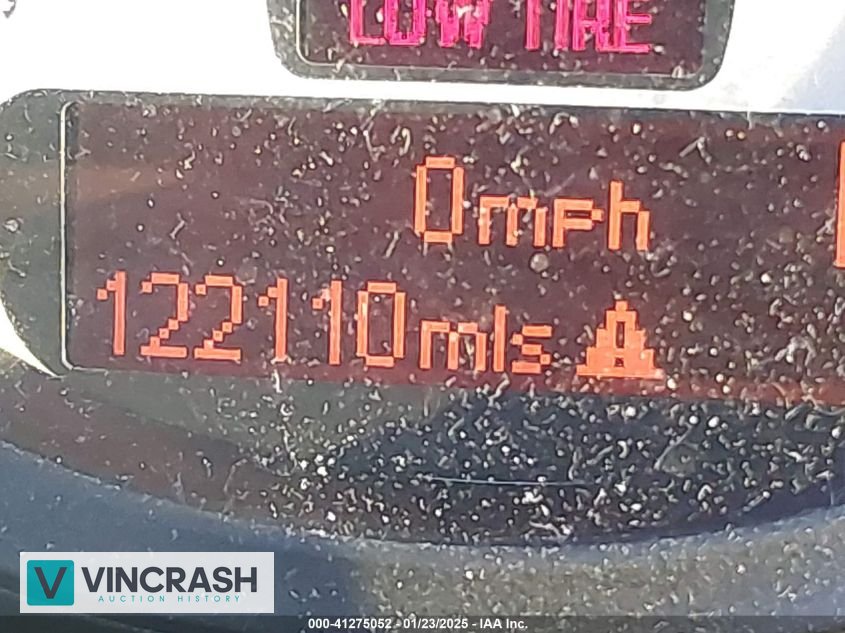 LOW TIRE
0mph
122110mls
VINCRASH
AUCTION HISTORY
000-41275052 - 01/23/2025 - IAA Inc.